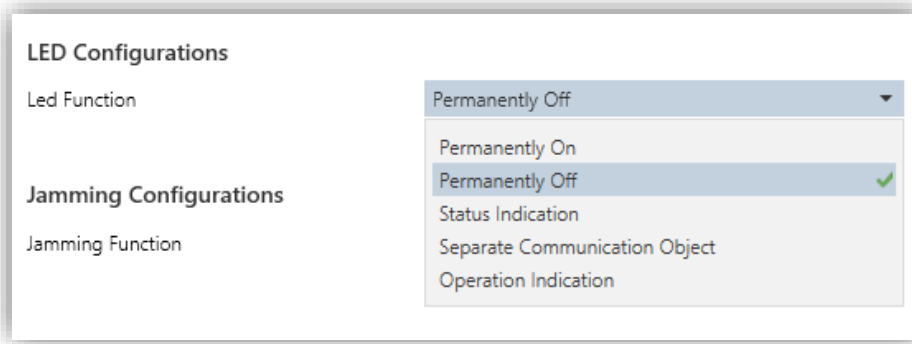 LED Configurations
Led Function
Permanently Off
Permanently On
Permanently Off
Status Indication
Separate Communication Object
Operation Indication
Jamming Configurations
Jamming Function